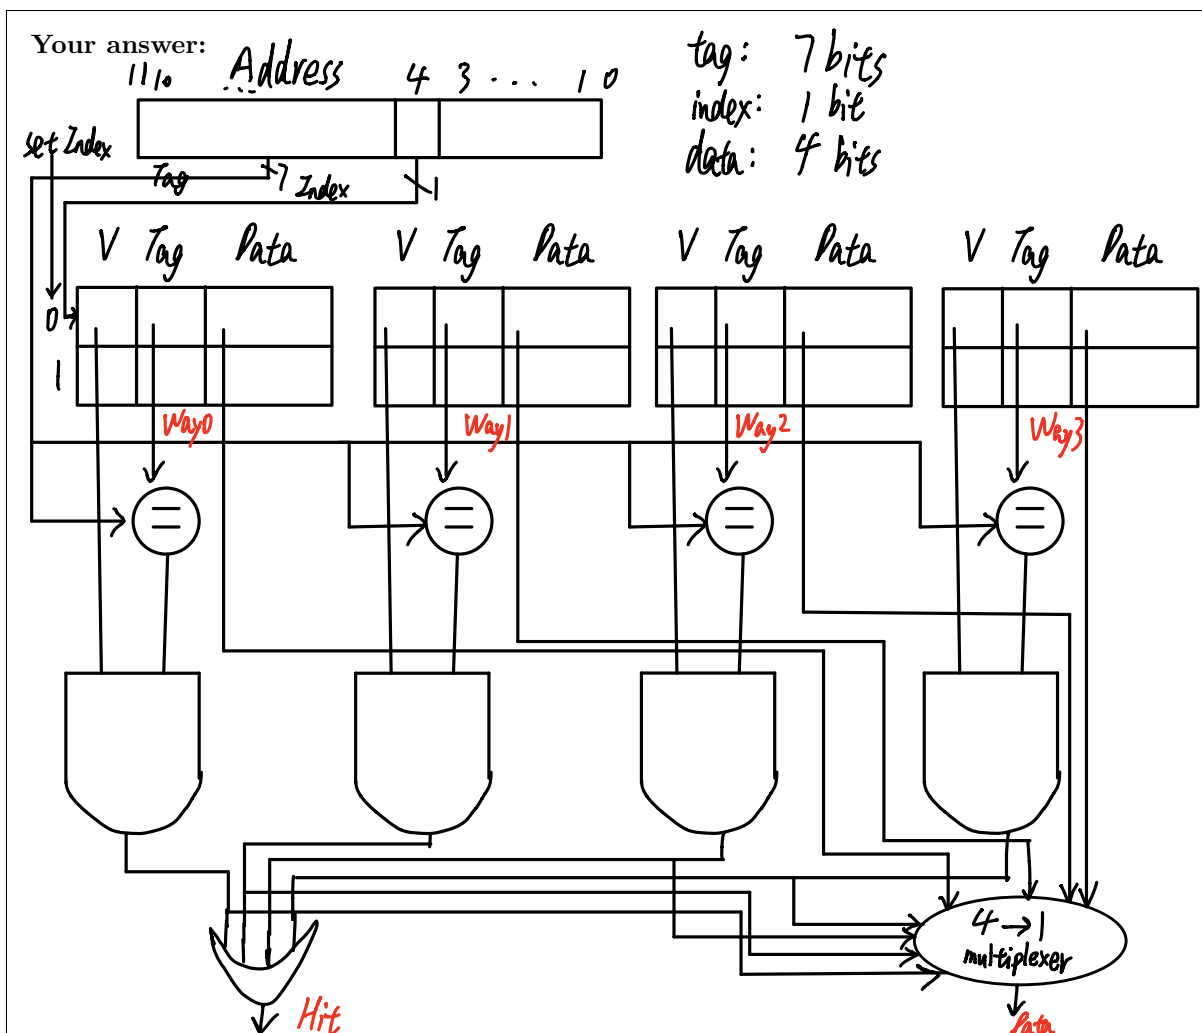 Your answer:
tag: 7 bits
index: 1 bit
data: 4 bits
11 10 ... Address 4 3 ... 1 0
set Index
Tag 7 Index 1
V Tag Data V Tag Data V Tag Data V Tag Data
0
1
Way0 Way1 Way2 Way3
= = = =
4 → 1
multiplexer
Hit
Data